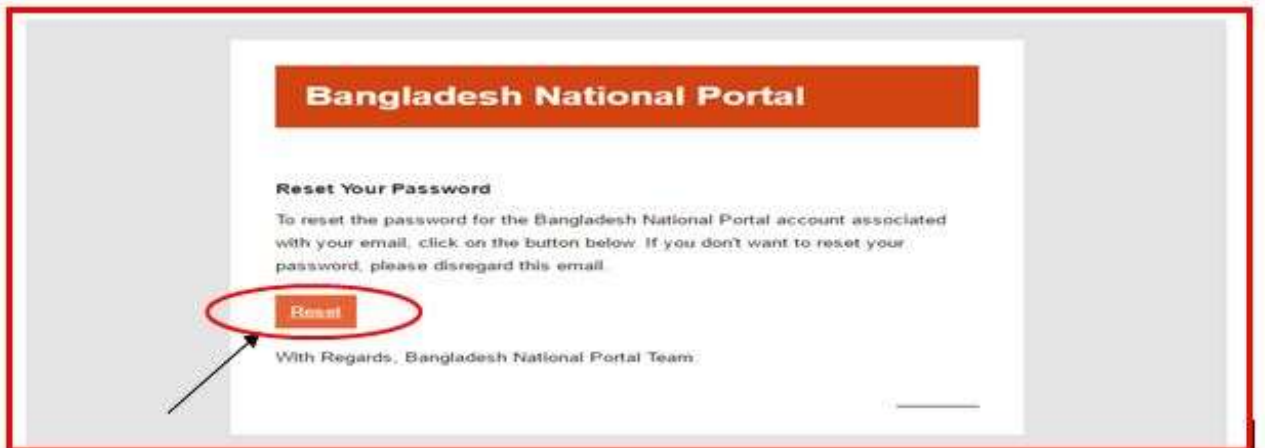 Bangladesh National Portal
Reset Your Password
To reset the password for the Bangladesh National Portal account associated
with your email, click on the button below. If you don't want to reset your
password, please disregard this email.
Reset
With Regards, Bangladesh National Portal Team